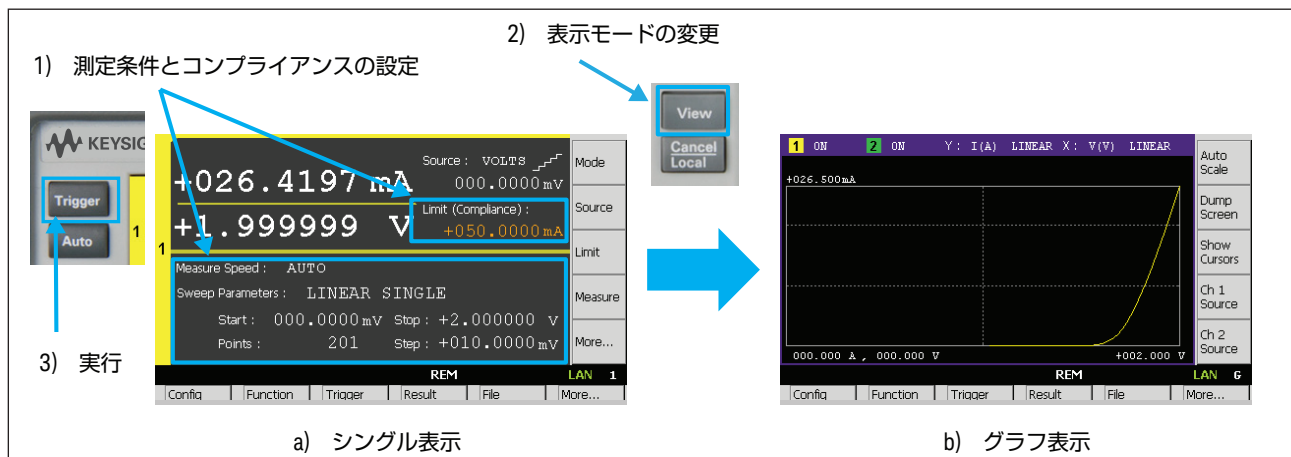 2) 表示モードの変更
1) 測定条件とコンプライアンスの設定
KEYSIG
Trigger
Auto
1
3) 実行
1
+026.4197 mA
Source : VOLTS
000.0000 mV
+1.999999 V
Limit (Compliance) :
+050.0000 mA
Measure Speed : AUTO
Sweep Parameters : LINEAR SINGLE
Start : 000.0000 mV Stop : +2.000000 V
Points : 201 Step : +010.0000 mV
Mode
Source
Limit
Measure
More...
REM LAN 1
Config Function Trigger Result File More...
a) シングル表示
View
Cancel
Local
1 ON 2 ON Y: I(A) LINEAR X: V(V) LINEAR
+026.500mA
000.000 A , 000.000 V +002.000 V
Auto
Scale
Dump
Screen
Show
Cursors
Ch 1
Source
Ch 2
Source
REM LAN G
Config Function Trigger Result File More...
b) グラフ表示